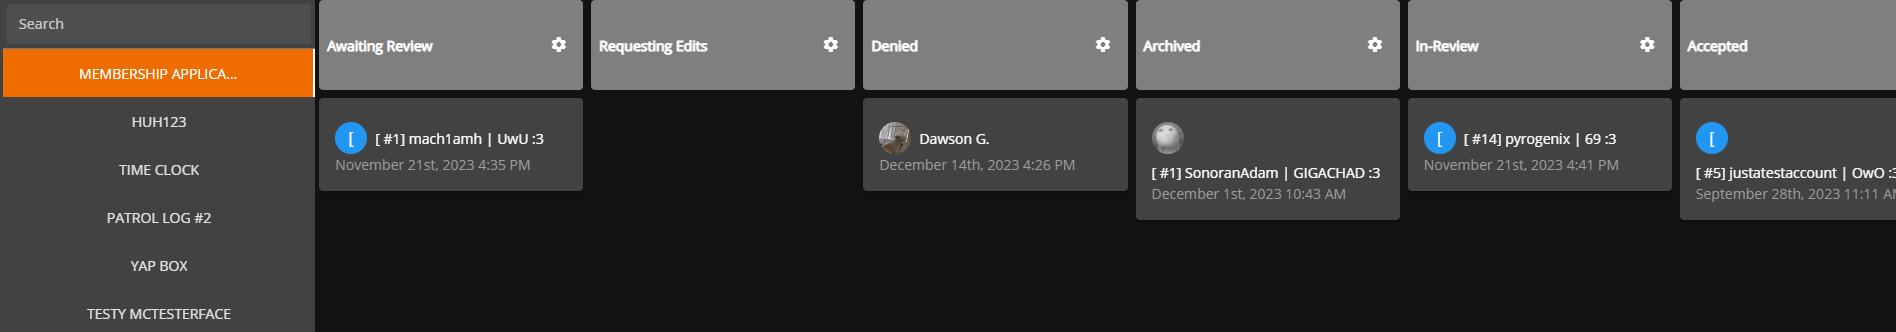 Search
MEMBERSHIP APPLICA...
HUH123
TIME CLOCK
PATROL LOG #2
YAP BOX
TESTY MCTESTERFACE
Awaiting Review
[
[ #1] mach1amh | UwU :3
November 21st, 2023 4:35 PM
Requesting Edits
Denied
Dawson G.
December 14th, 2023 4:26 PM
Archived
[ #1] SonoranAdam | GIGACHAD :3
December 1st, 2023 10:43 AM
In-Review
[
[ #14] pyrogenix | 69 :3
November 21st, 2023 4:41 PM
Accepted
[
[ #5] justatestaccount | OwO :3
September 28th, 2023 11:11 AM